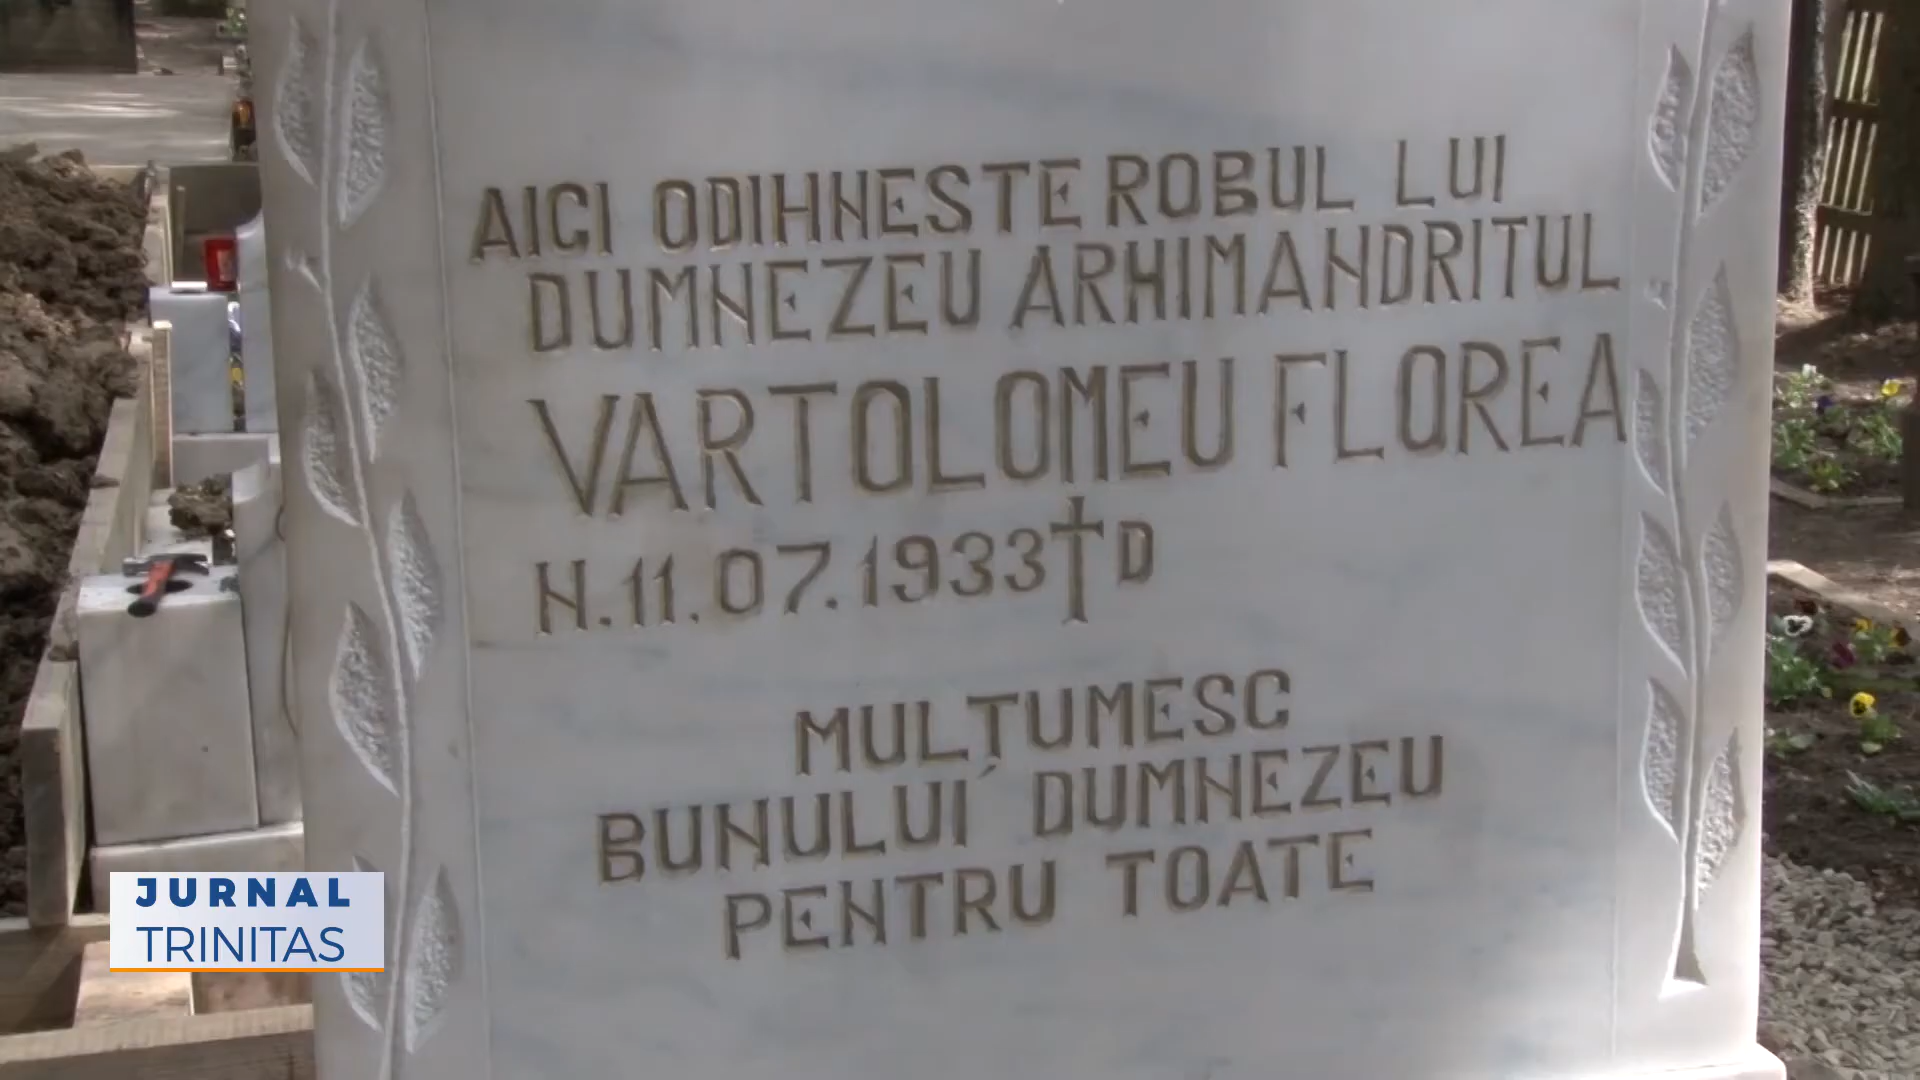 AICI ODIHNESTE ROBUL LUI
DUMNEZEU ARHIMANDRITUL
VARTOLOMEU FLOREA
N.11.07.1933 † D
MULȚUMESC
BUNULUI DUMNEZEU
PENTRU TOATE
JURNAL
TRINITAS